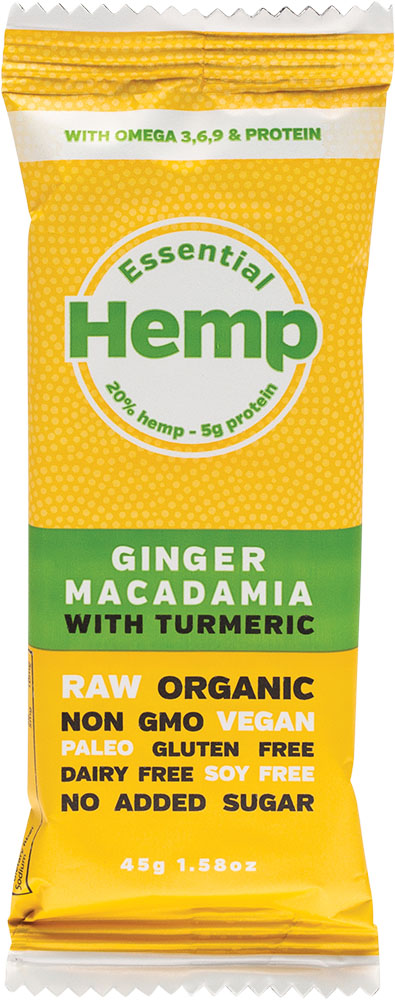 WITH OMEGA 3,6,9 & PROTEIN
Essential
Hemp
20% hemp - 5g protein
GINGER
MACADAMIA
WITH TURMERIC
RAW ORGANIC
NON GMO VEGAN
PALEO GLUTEN FREE
DAIRY FREE SOY FREE
NO ADDED SUGAR
45g 1.58oz
Sodium